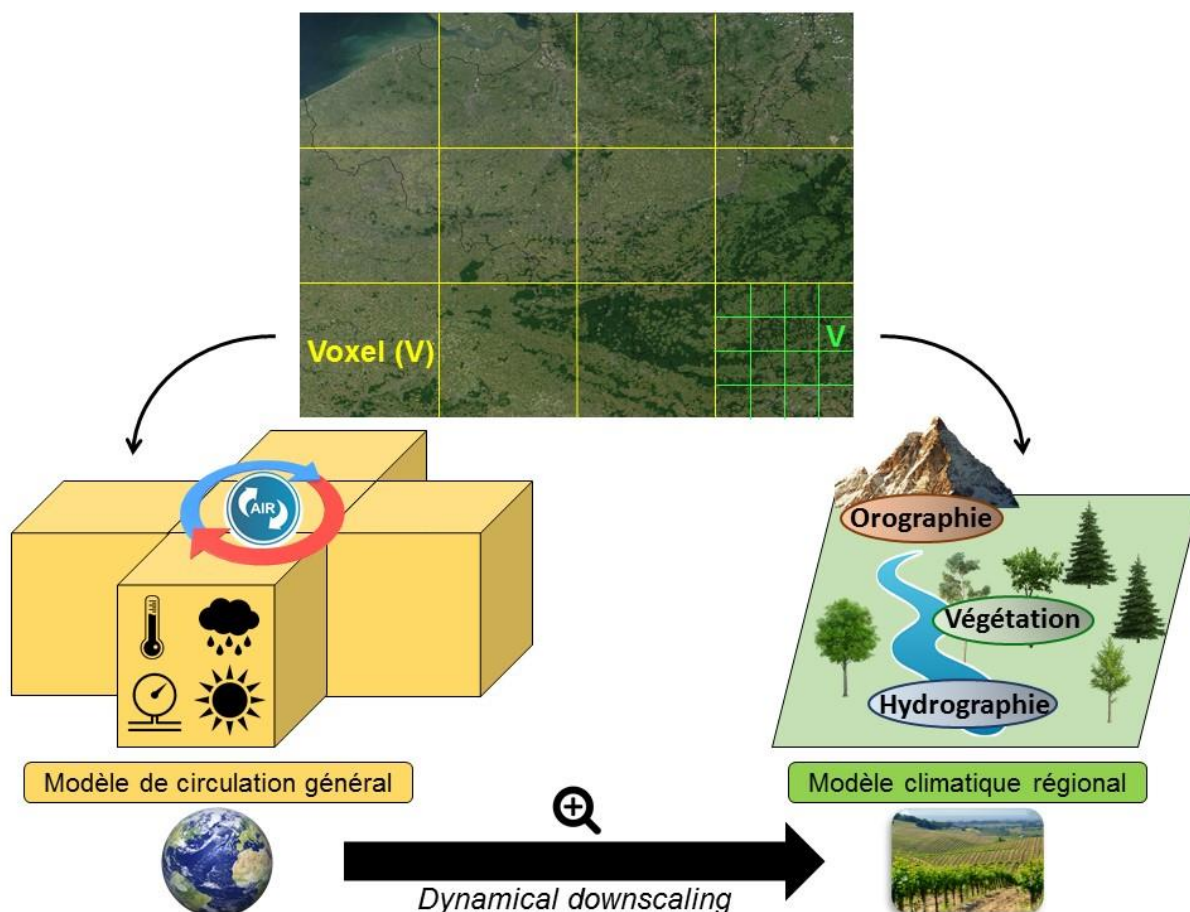 Voxel (V)
V
AIR
Orographie
Végétation
Hydrographie
Modèle de circulation général
Modèle climatique régional
Dynamical downscaling